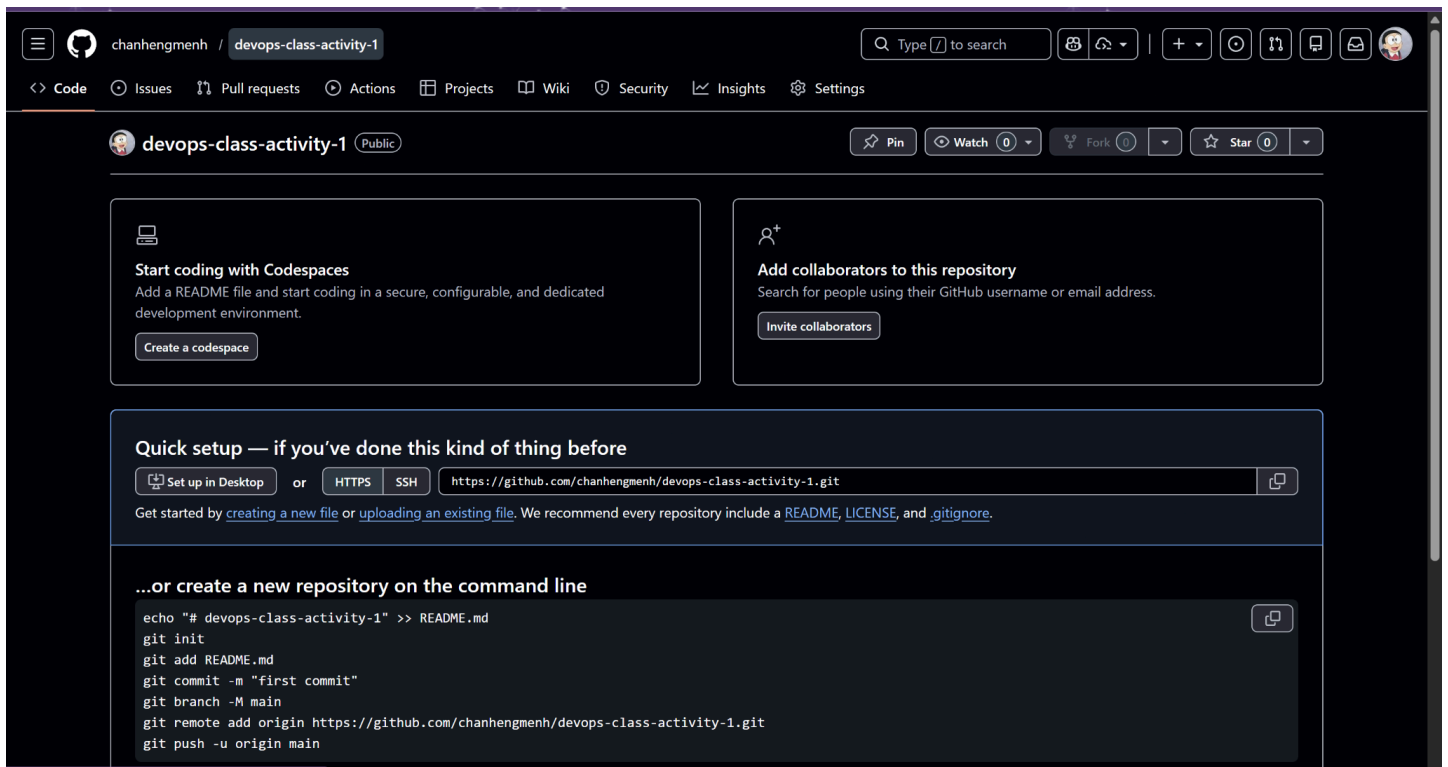 chanhengmenh / devops-class-activity-1
Type / to search
Code Issues Pull requests Actions Projects Wiki Security Insights Settings
devops-class-activity-1 Public
Pin Watch 0 Fork 0 Star 0
Start coding with Codespaces
Add a README file and start coding in a secure, configurable, and dedicated
development environment.
Create a codespace
Add collaborators to this repository
Search for people using their GitHub username or email address.
Invite collaborators
Quick setup — if you’ve done this kind of thing before
Set up in Desktop or HTTPS SSH https://github.com/chanhengmenh/devops-class-activity-1.git
Get started by creating a new file or uploading an existing file. We recommend every repository include a README, LICENSE, and .gitignore.
…or create a new repository on the command line
echo "# devops-class-activity-1" >> README.md
git init
git add README.md
git commit -m "first commit"
git branch -M main
git remote add origin https://github.com/chanhengmenh/devops-class-activity-1.git
git push -u origin main